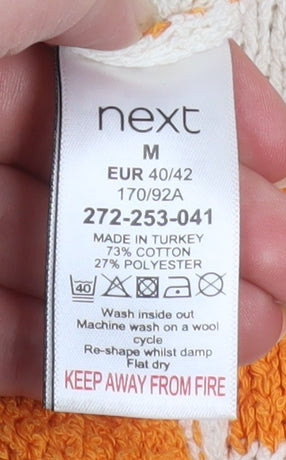 next
M
EUR 40/42
170/92A
272-253-041
MADE IN TURKEY
73% COTTON
27% POLYESTER
40
Wash inside out
Machine wash on a wool
cycle
Re-shape whilst damp
Flat dry
KEEP AWAY FROM FIRE